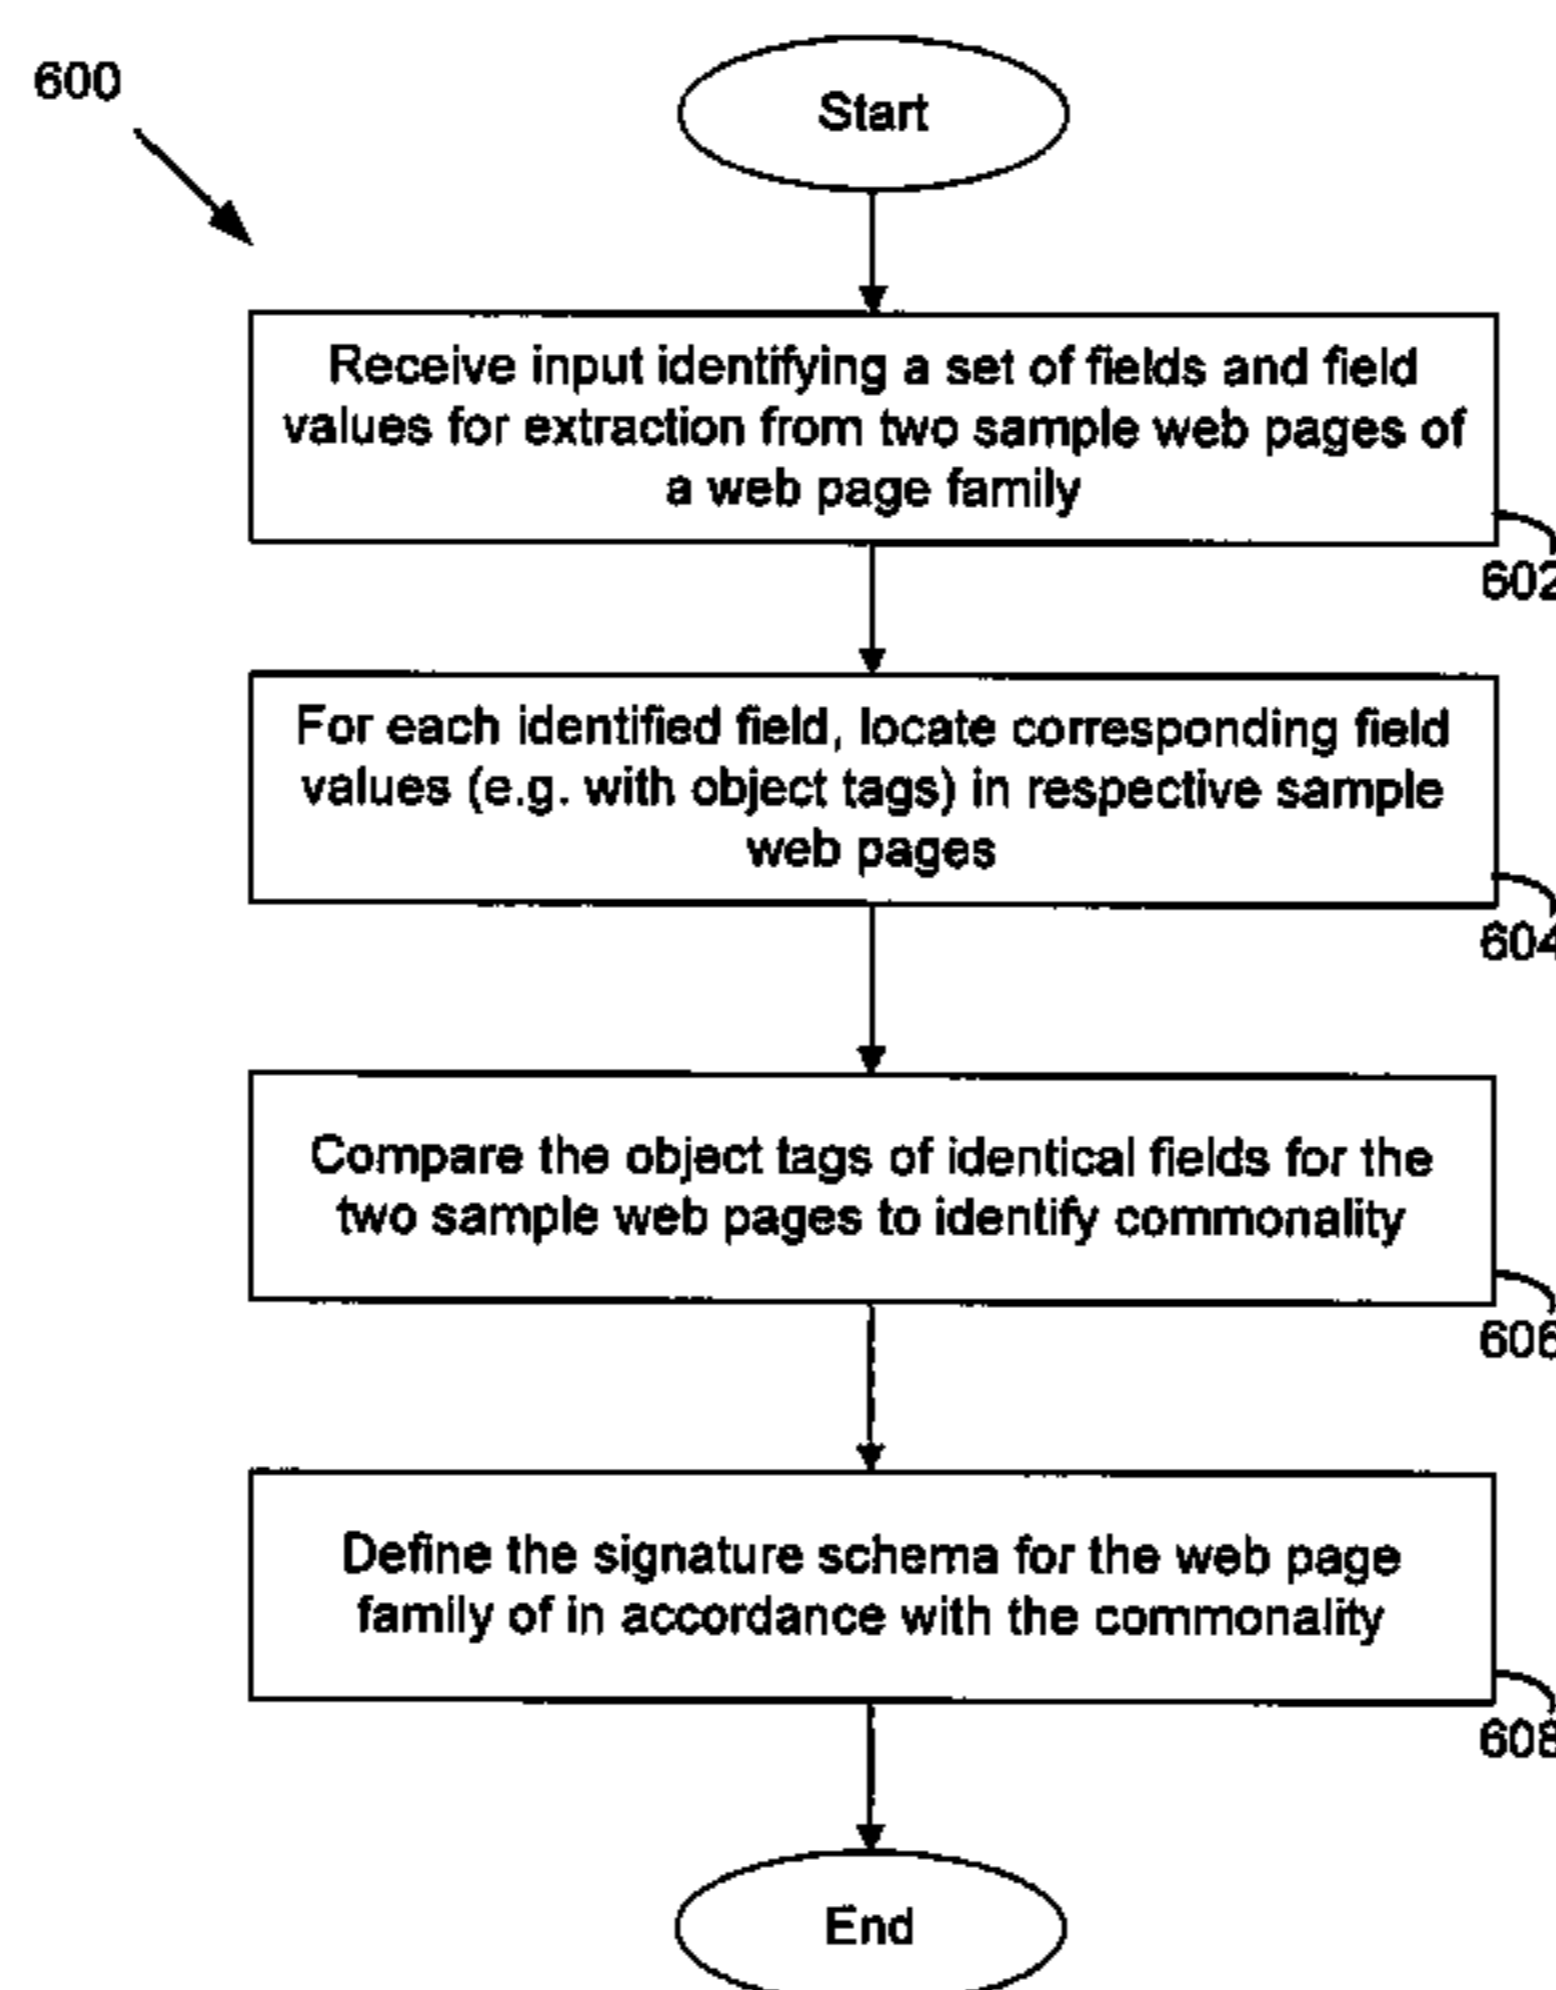 600
Start
Receive input identifying a set of fields and field
values for extraction from two sample web pages of
a web page family
602
For each identified field, locate corresponding field
values (e.g. with object tags) in respective sample
web pages
604
Compare the object tags of identical fields for the
two sample web pages to identify commonality
606
Define the signature schema for the web page
family of in accordance with the commonality
608
End